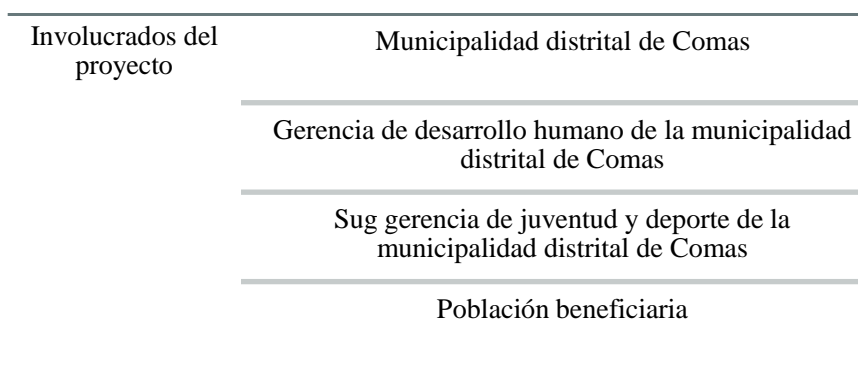 Involucrados del
proyecto
Municipalidad distrital de Comas
Gerencia de desarrollo humano de la municipalidad
distrital de Comas
Sug gerencia de juventud y deporte de la
municipalidad distrital de Comas
Población beneficiaria